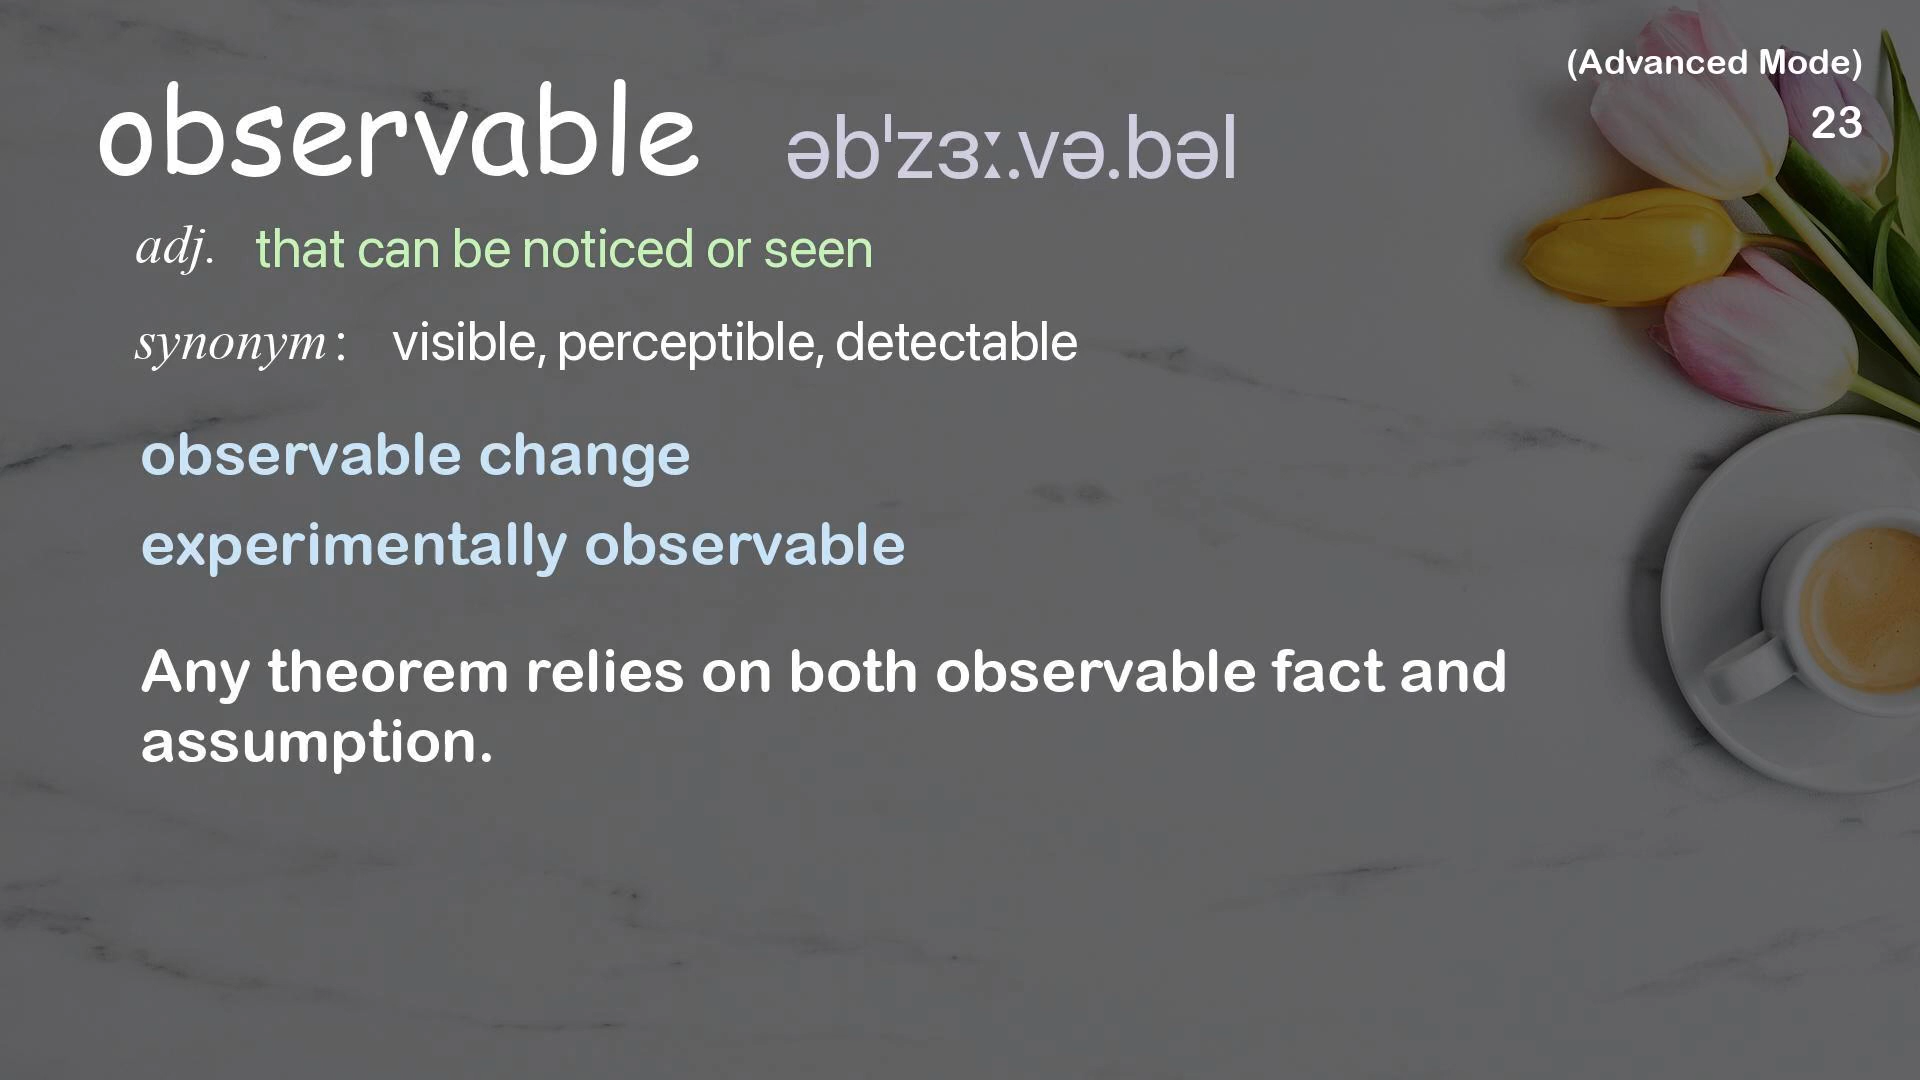 (Advanced Mode)
23
observable əbˈzɜː.və.bəl
adj. that can be noticed or seen
synonym: visible, perceptible, detectable
observable change
experimentally observable
Any theorem relies on both observable fact and
assumption.